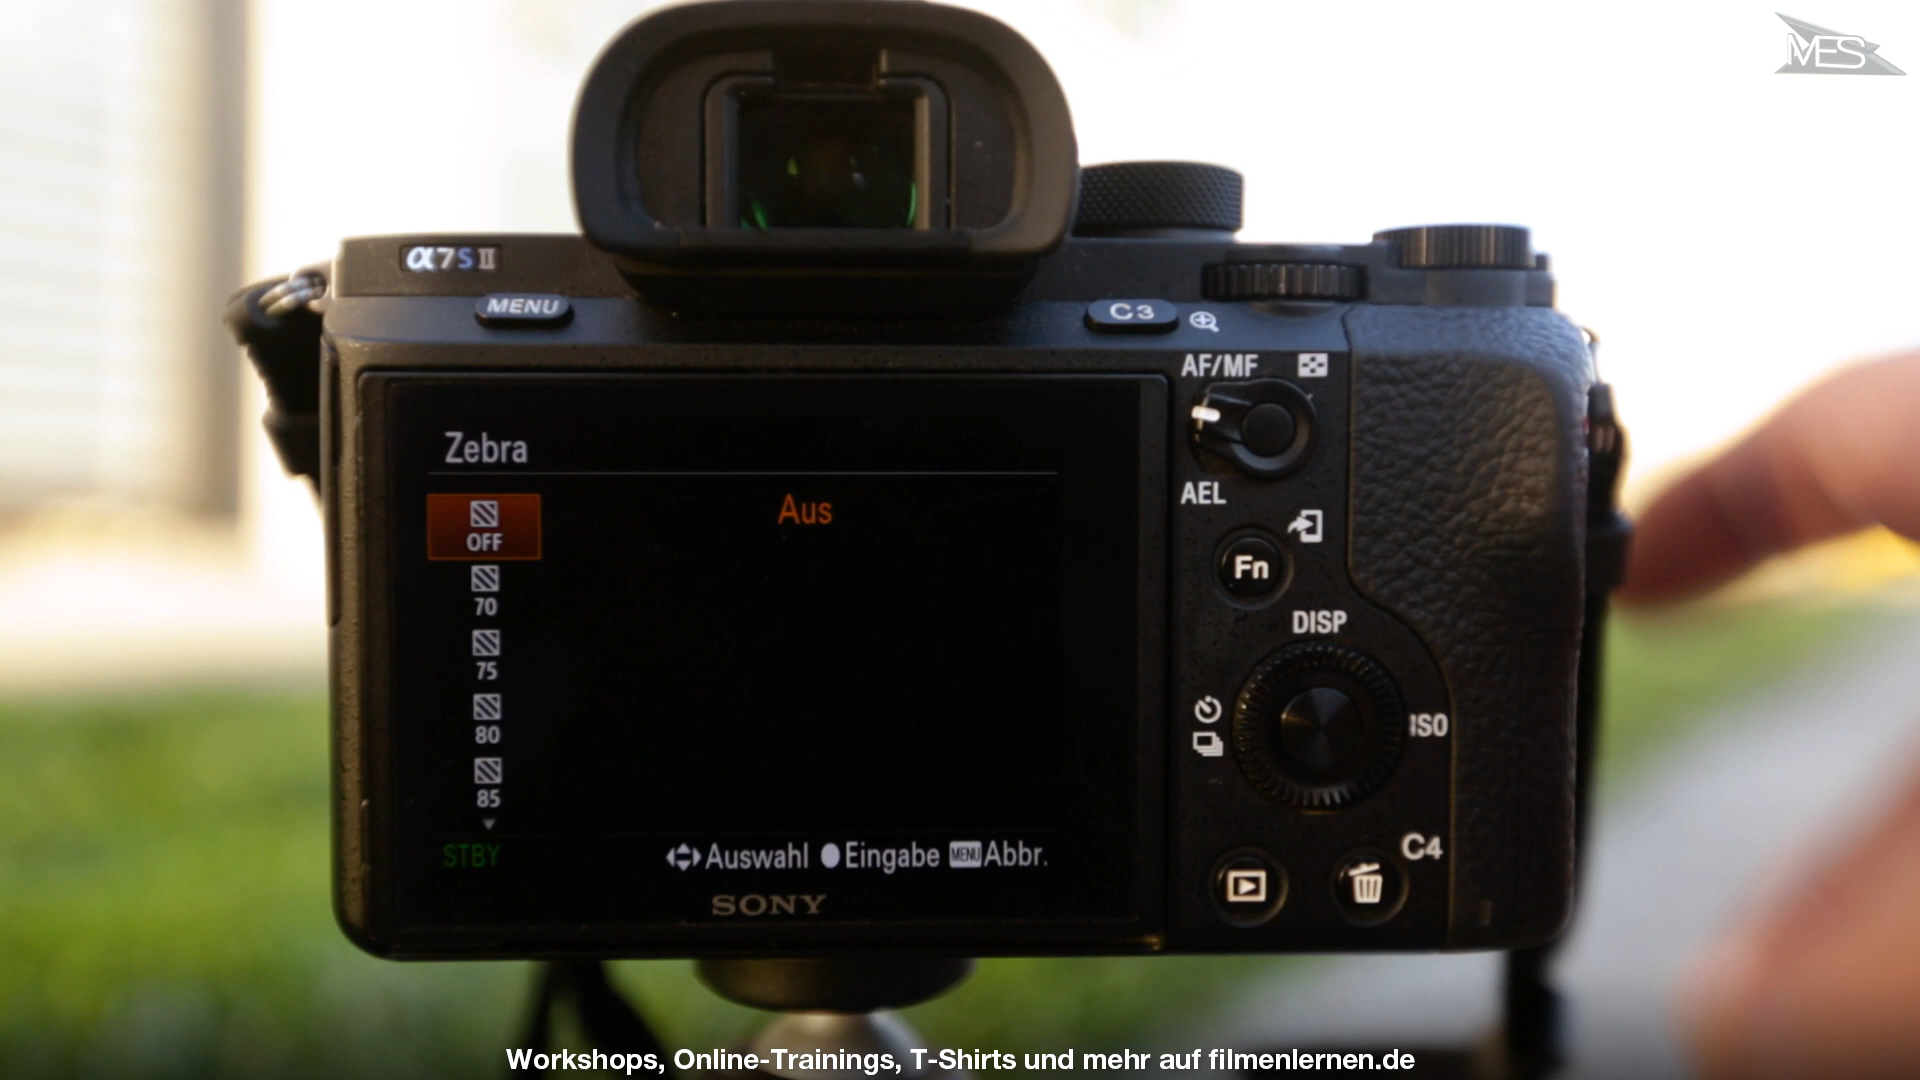 MES
α7SII
MENU
C3
AF/MF
Zebra
AEL
OFF
Aus
70
Fn
75
DISP
80
ISO
85
STBY
Auswahl Eingabe MENU Abbr.
C4
SONY
Workshops, Online-Trainings, T-Shirts und mehr auf filmenlernen.de